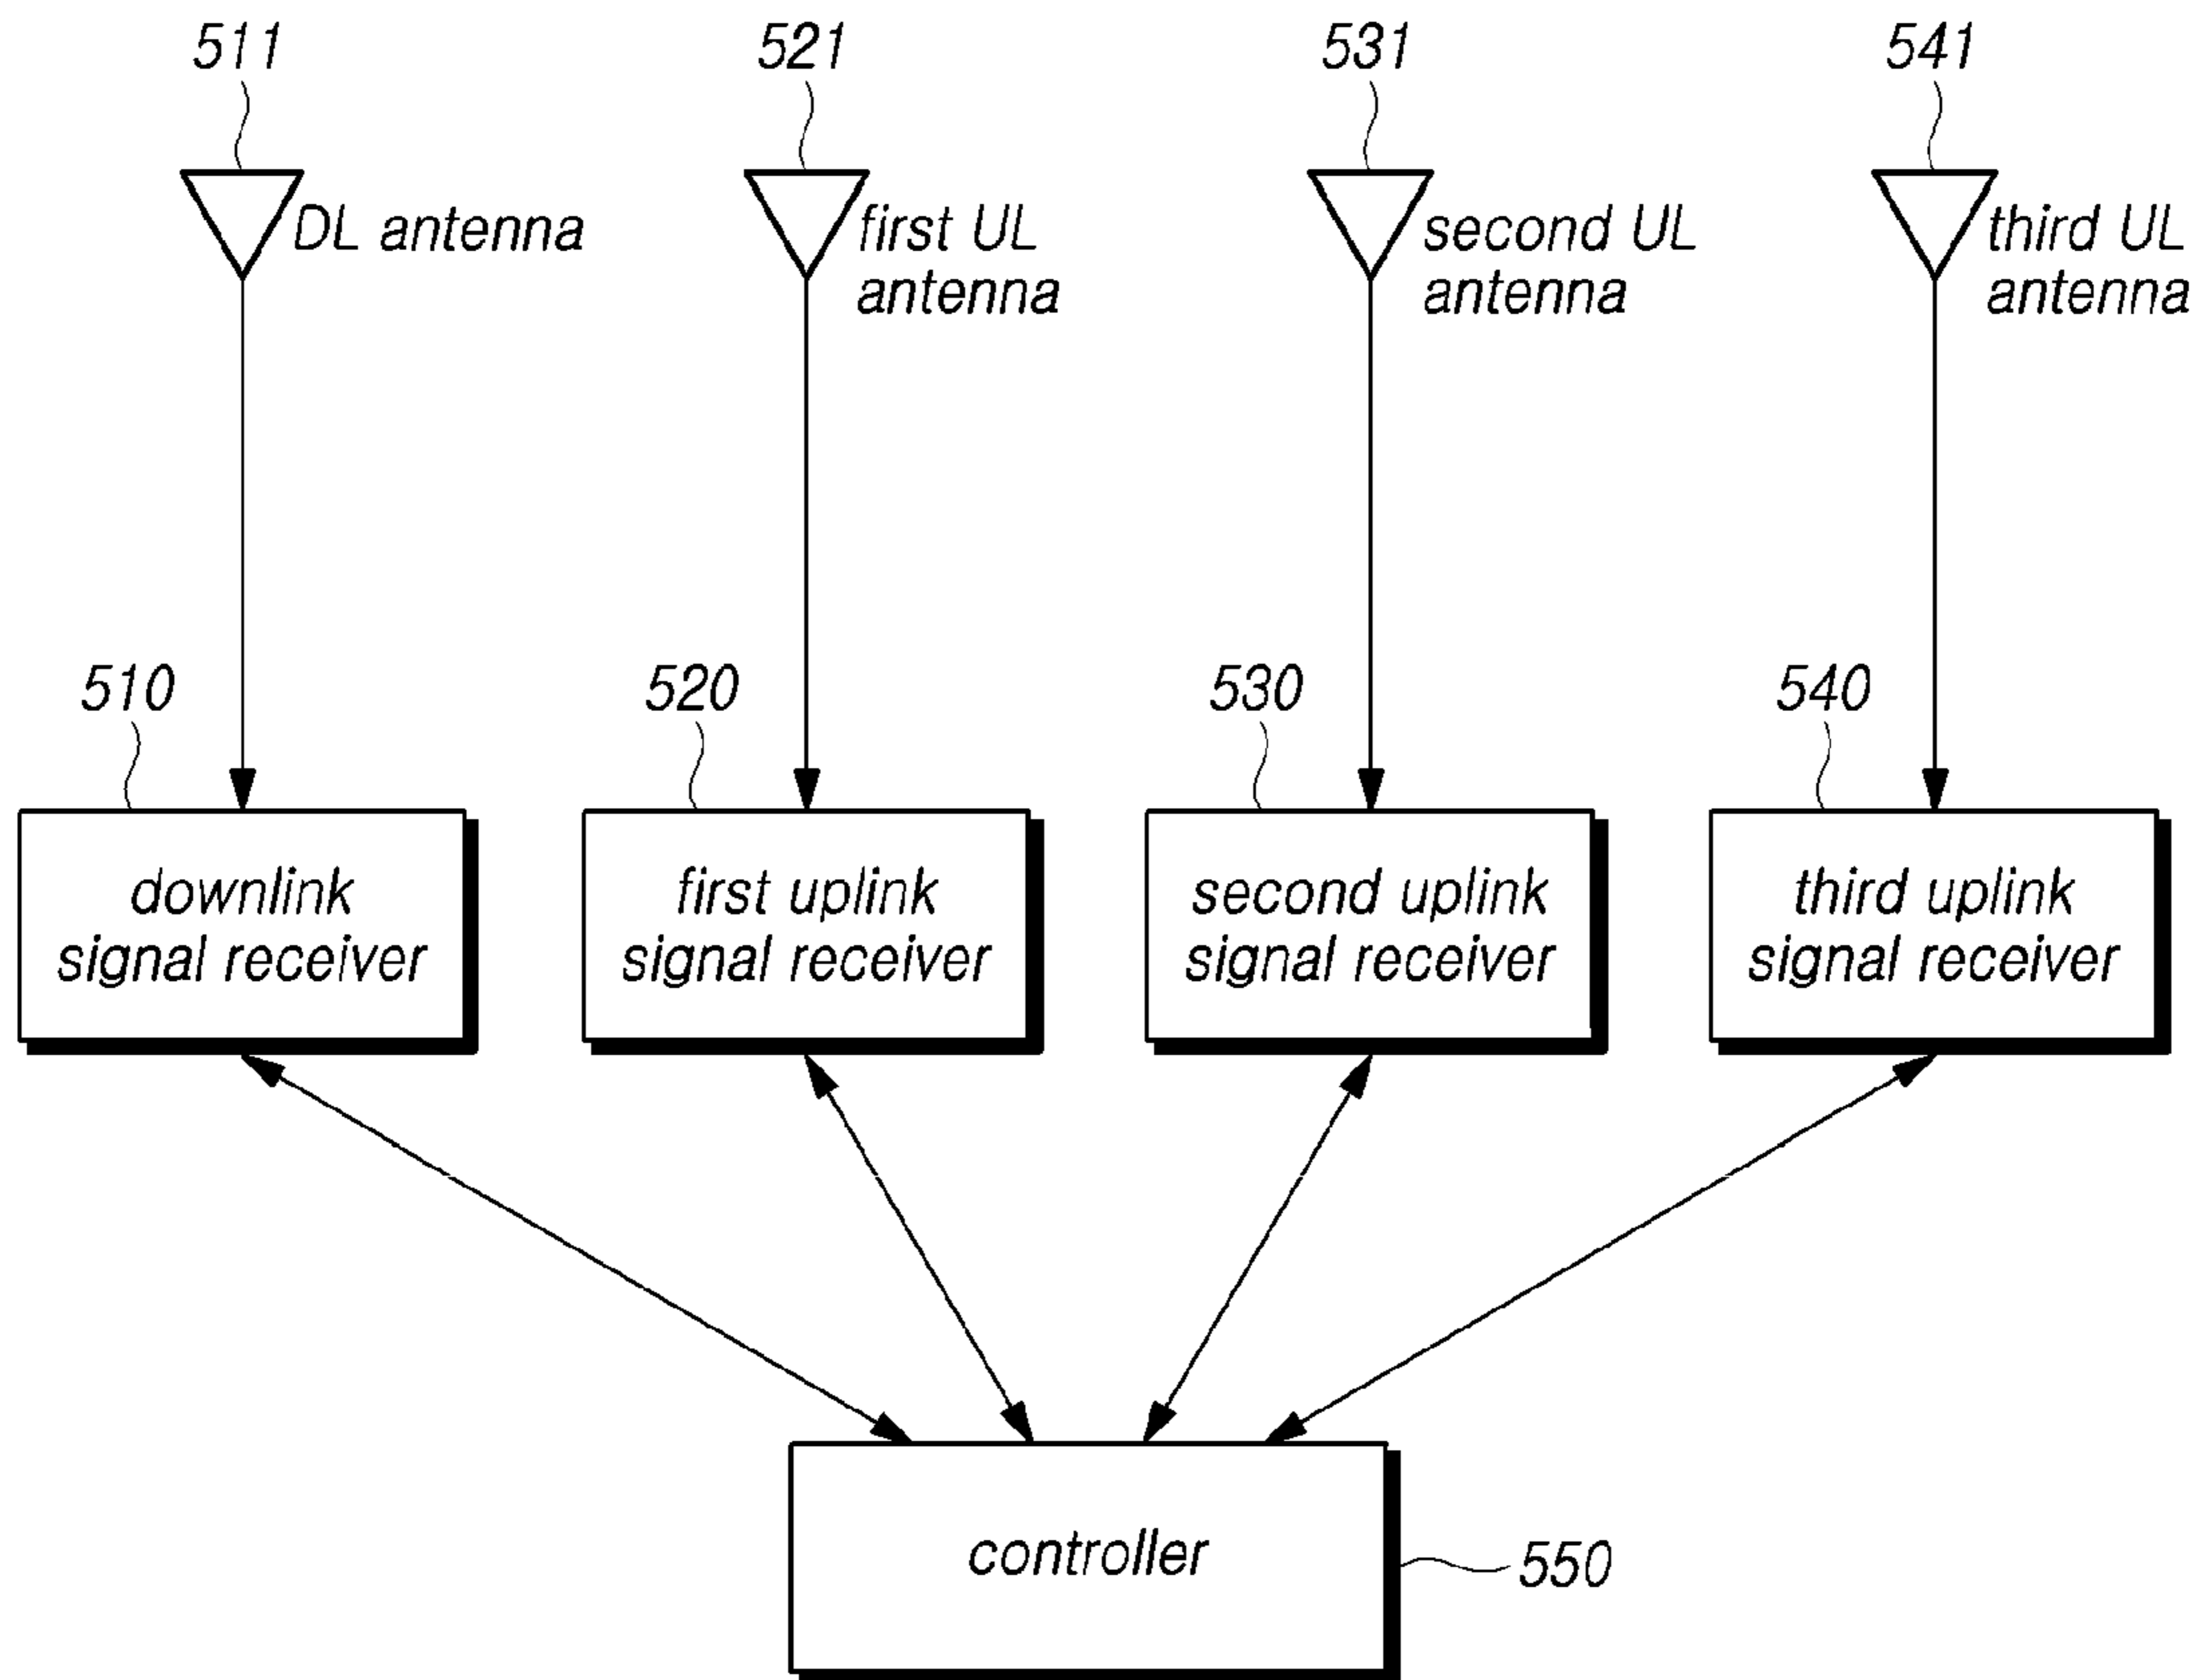 511
521
531
541
DL antenna
first UL
antenna
second UL
antenna
third UL
antenna
510
520
530
540
downlink
signal receiver
first uplink
signal receiver
second uplink
signal receiver
third uplink
signal receiver
controller
550